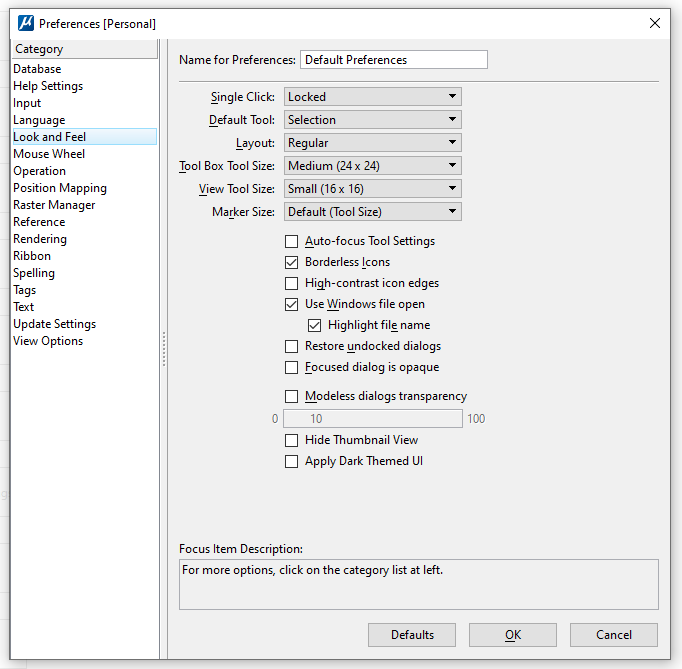 Preferences [Personal]
Category
Database
Help Settings
Input
Language
Look and Feel
Mouse Wheel
Operation
Position Mapping
Raster Manager
Reference
Rendering
Ribbon
Spelling
Tags
Text
Update Settings
View Options
Name for Preferences: Default Preferences
Single Click: Locked
Default Tool: Selection
Layout: Regular
Tool Box Tool Size: Medium (24 x 24)
View Tool Size: Small (16 x 16)
Marker Size: Default (Tool Size)
Auto-focus Tool Settings
Borderless Icons
High-contrast icon edges
Use Windows file open
Highlight file name
Restore undocked dialogs
Focused dialog is opaque
Modeless dialogs transparency
0 10 100
Hide Thumbnail View
Apply Dark Themed UI
Focus Item Description:
For more options, click on the category list at left.
Defaults OK Cancel